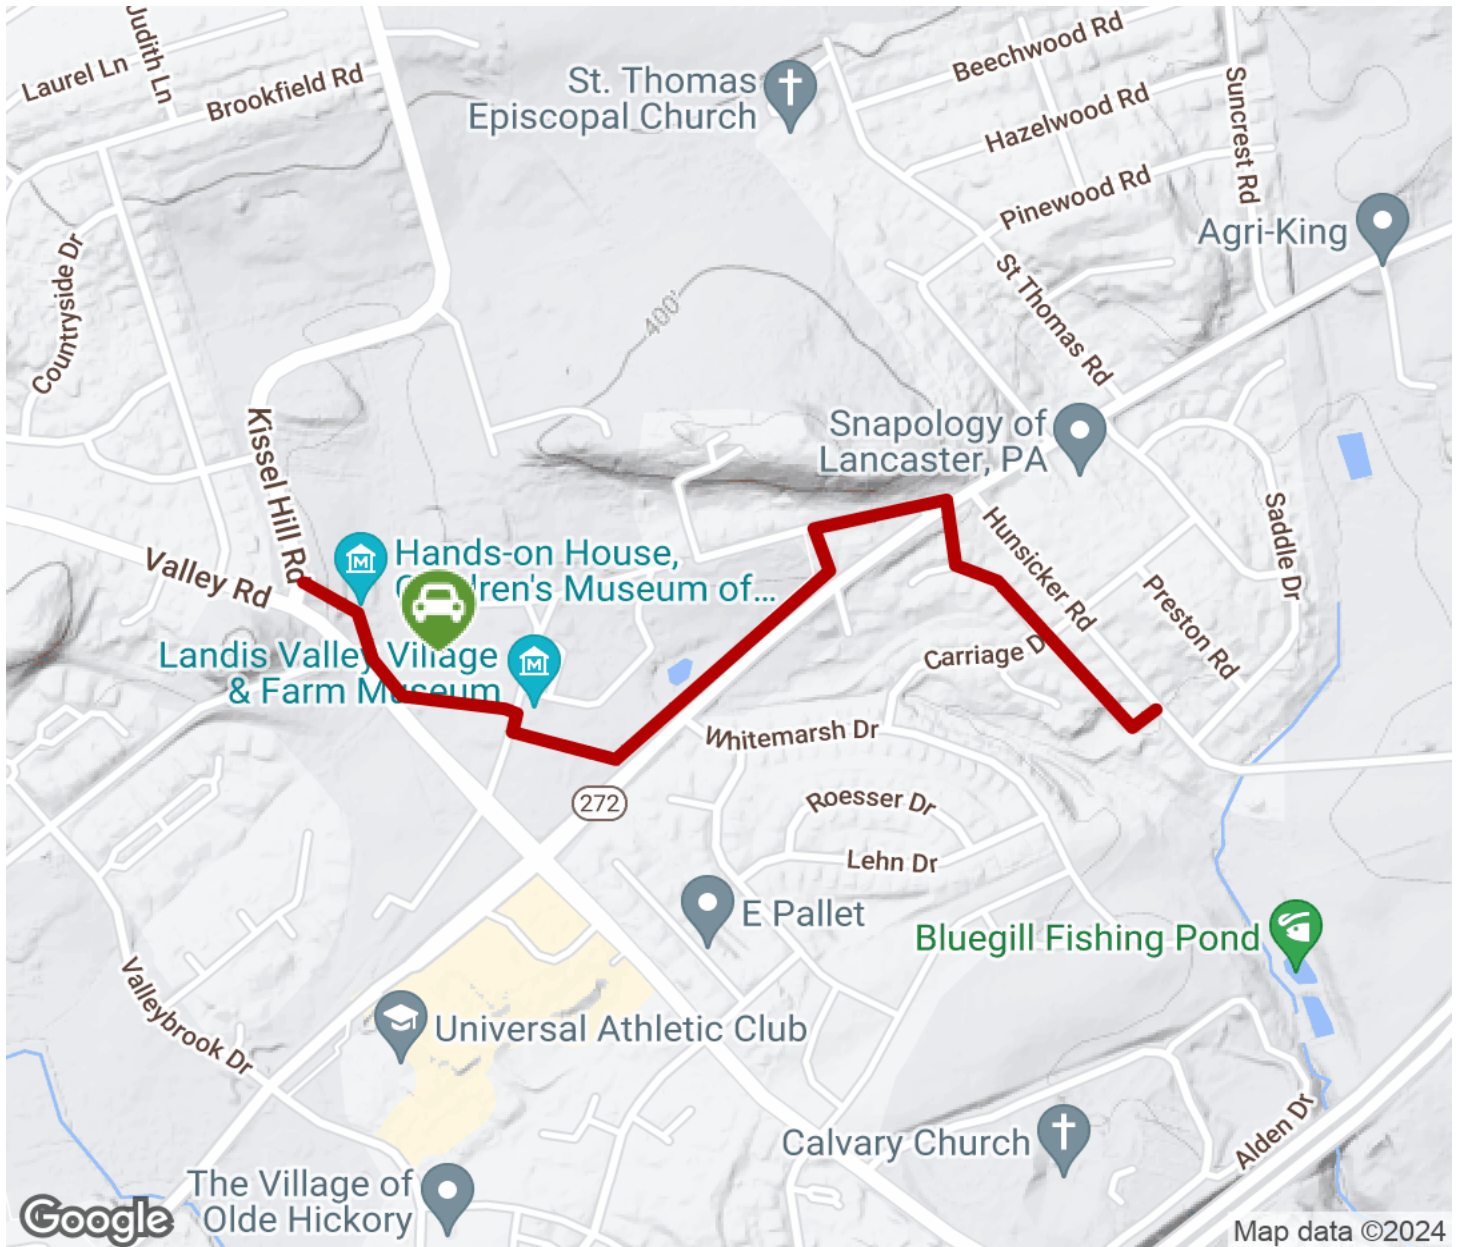 Judith Ln
Laurel Ln
Brookfield Rd
St. Thomas
Episcopal Church
Beechwood Rd
Hazelwood Rd
Suncrest Rd
Pinewood Rd
Agri-King
Countryside Dr
St Thomas Rd
400'
Kissel Hill Rd
Snapology of
Lancaster, PA
Saddle Dr
Hunsicker Rd
Valley Rd
Hands-on House,
Children's Museum of...
Preston Rd
Landis Valley Village
& Farm Museum
Carriage D
Whitemarsh Dr
272
Roesser Dr
Lehn Dr
E Pallet
Bluegill Fishing Pond
Valleybrook Dr
Universal Athletic Club
Calvary Church
Alden Dr
The Village of
Olde Hickory
Google
Map data ©2024